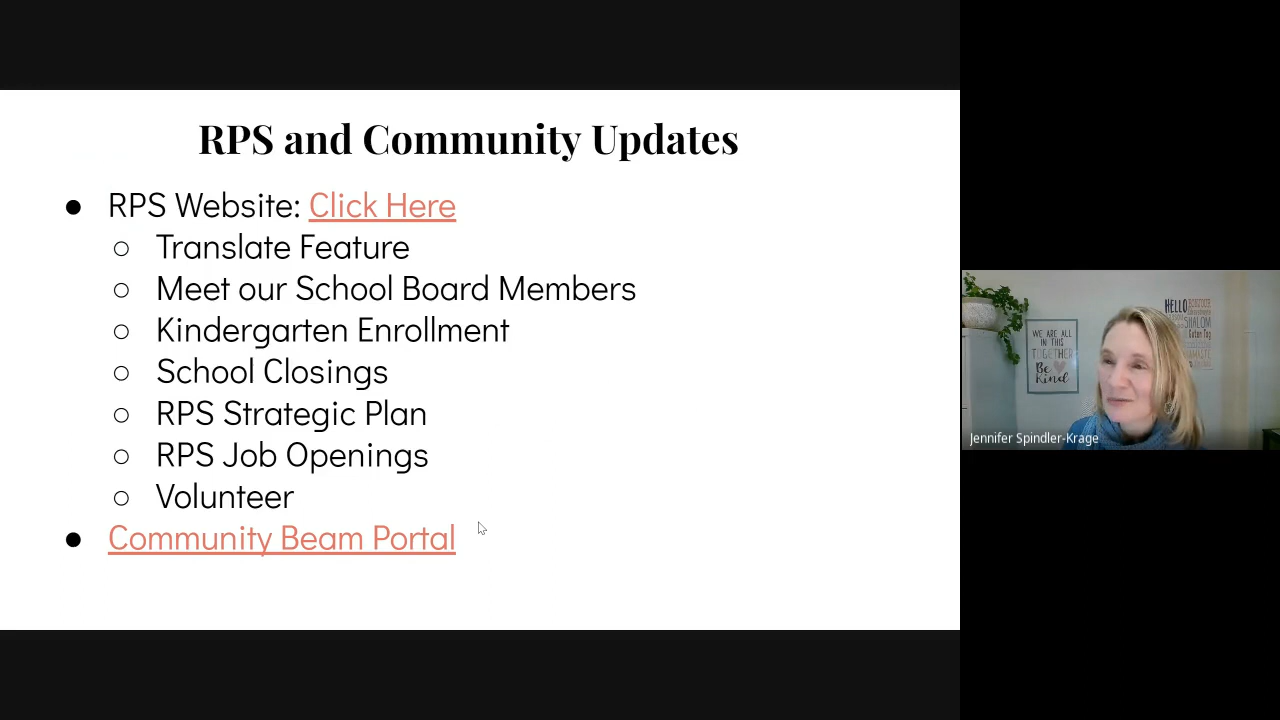 RPS and Community Updates
● RPS Website: Click Here
○ Translate Feature
○ Meet our School Board Members
○ Kindergarten Enrollment
○ School Closings
○ RPS Strategic Plan
○ RPS Job Openings
○ Volunteer
● Community Beam Portal
WE ARE ALL
IN THIS
TOGETHER
Be
Kind
HELLO
SHALOM
Guten Tag
Jennifer Spindler-Krage